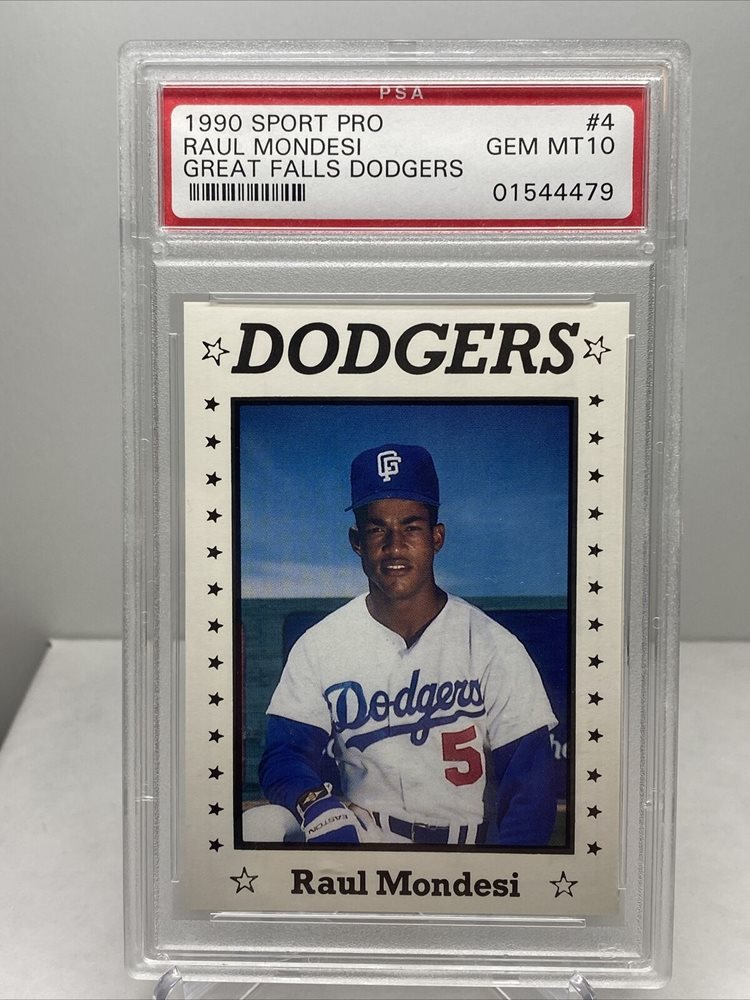 PSA
1990 SPORT PRO #4
RAUL MONDESI GEM MT10
GREAT FALLS DODGERS
01544479
DODGERS
GF
Dodgers
5
EASTON
Raul Mondesi